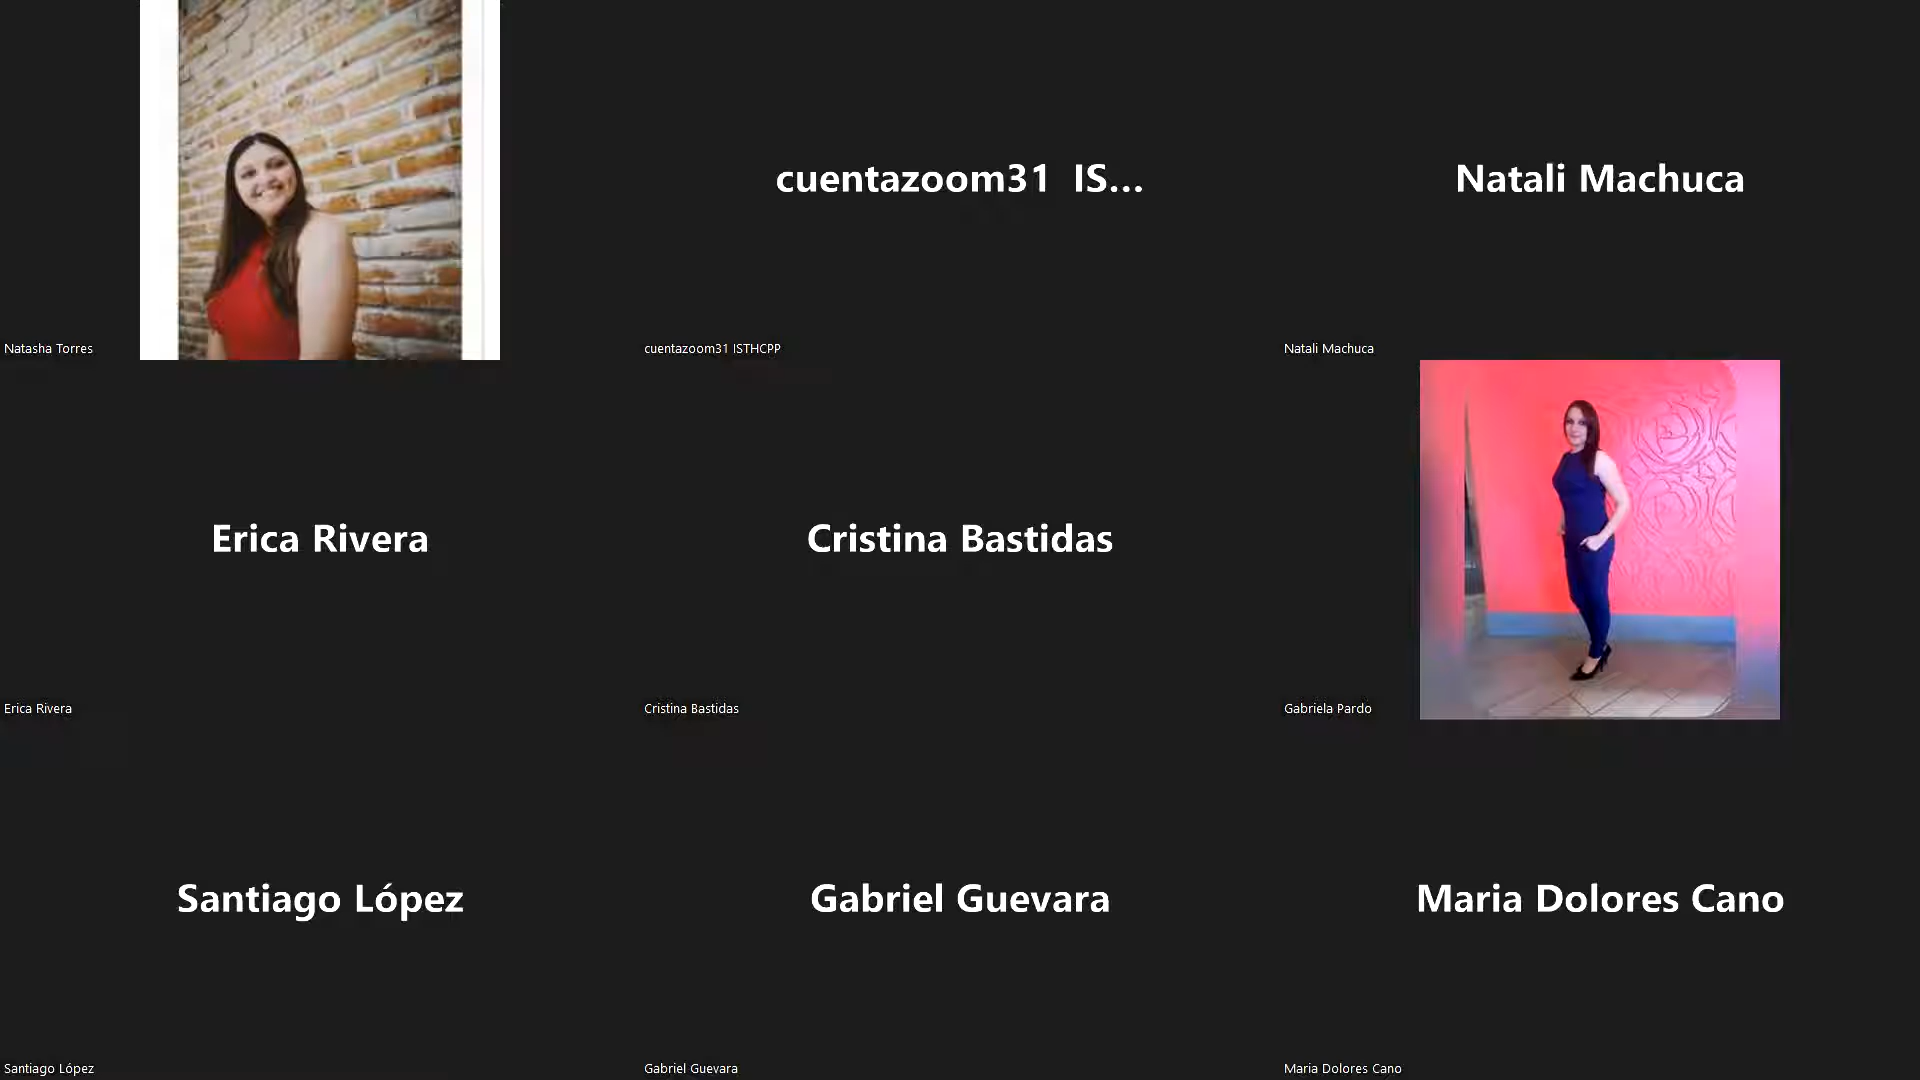 cuentazoom31 IS...
Natali Machuca
Natasha Torres
cuentazoom31 ISTHCPP
Natali Machuca
Erica Rivera
Cristina Bastidas
Erica Rivera
Cristina Bastidas
Gabriela Pardo
Santiago López
Gabriel Guevara
Maria Dolores Cano
Santiago López
Gabriel Guevara
Maria Dolores Cano